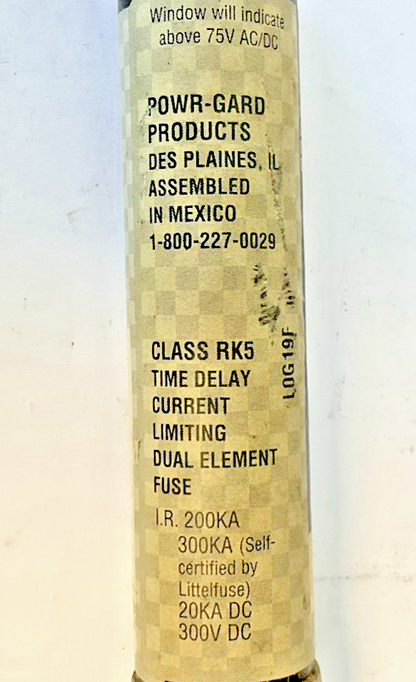 Window will indicate
above 75V AC/DC
POWR-GARD
PRODUCTS
DES PLAINES, IL
ASSEMBLED
IN MEXICO
1-800-227-0029
CLASS RK5
TIME DELAY
CURRENT
LIMITING
DUAL ELEMENT
FUSE
I.R. 200KA
300KA (Self-
certified by
Littelfuse)
20KA DC
300V DC
L0G19F